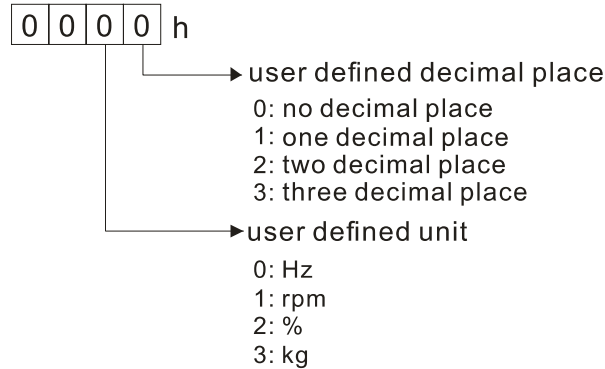 0 0 0 0 h
user defined decimal place
0: no decimal place
1: one decimal place
2: two decimal place
3: three decimal place
user defined unit
0: Hz
1: rpm
2: %
3: kg